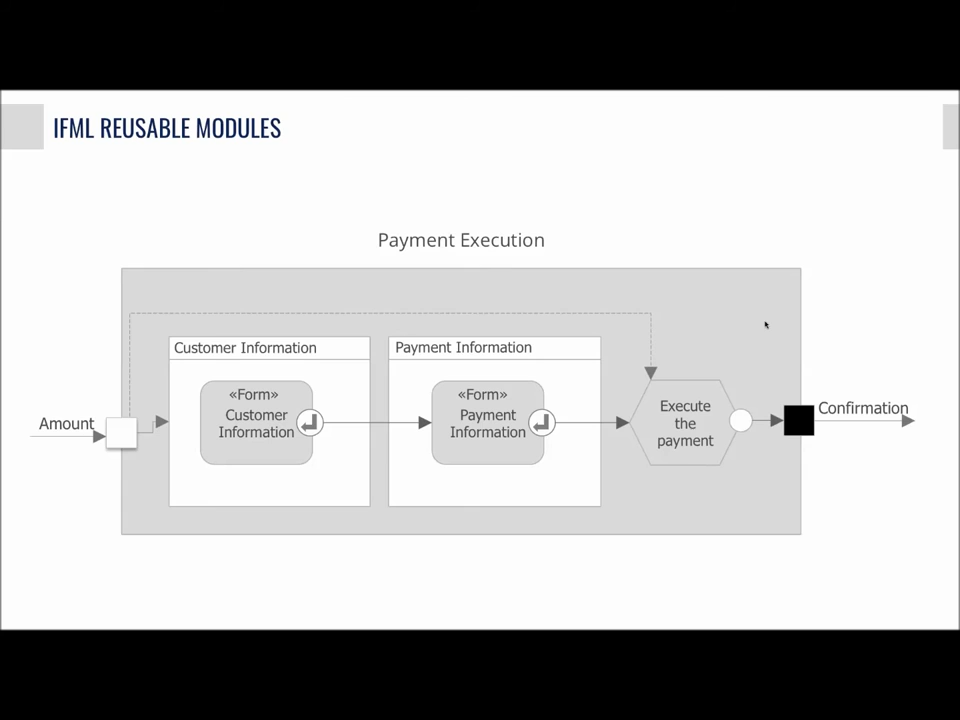 IFML REUSABLE MODULES
Payment Execution
Customer Information
Payment Information
«Form»
Customer
Information
«Form»
Payment
Information
Execute
the
payment
Amount
Confirmation